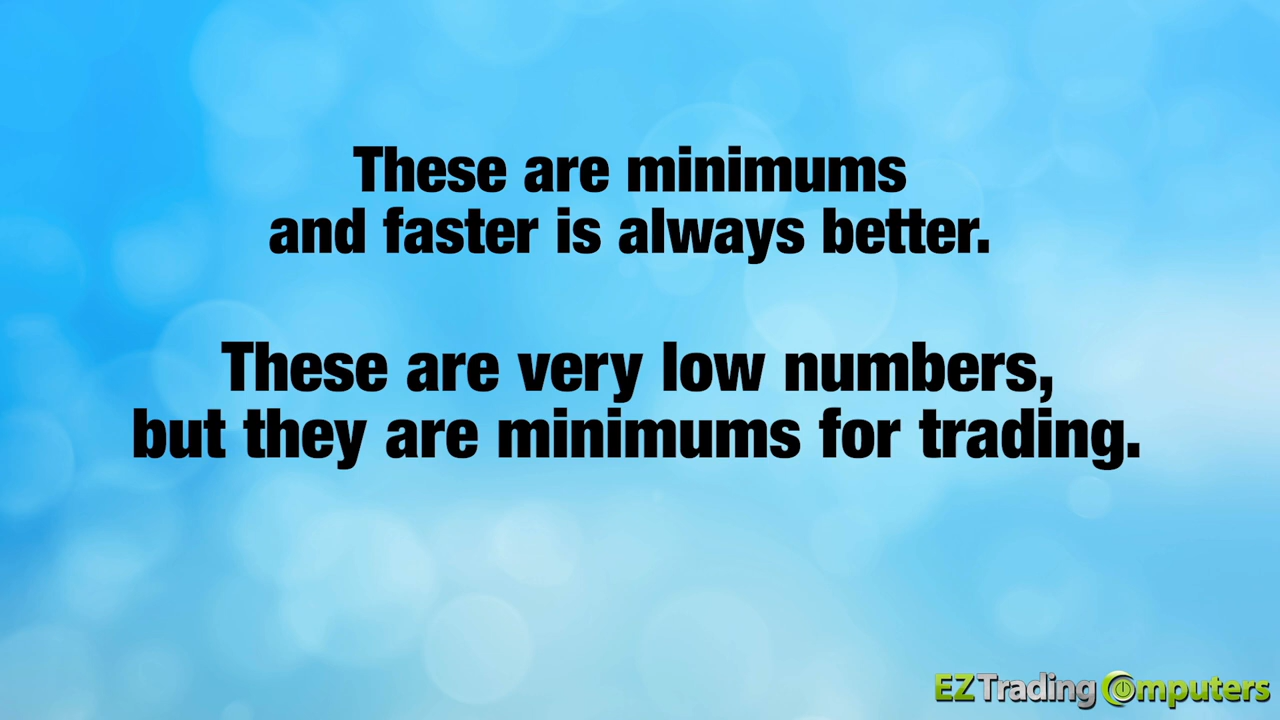 These are minimums
and faster is always better.
These are very low numbers,
but they are minimums for trading.
EZTrading Computers